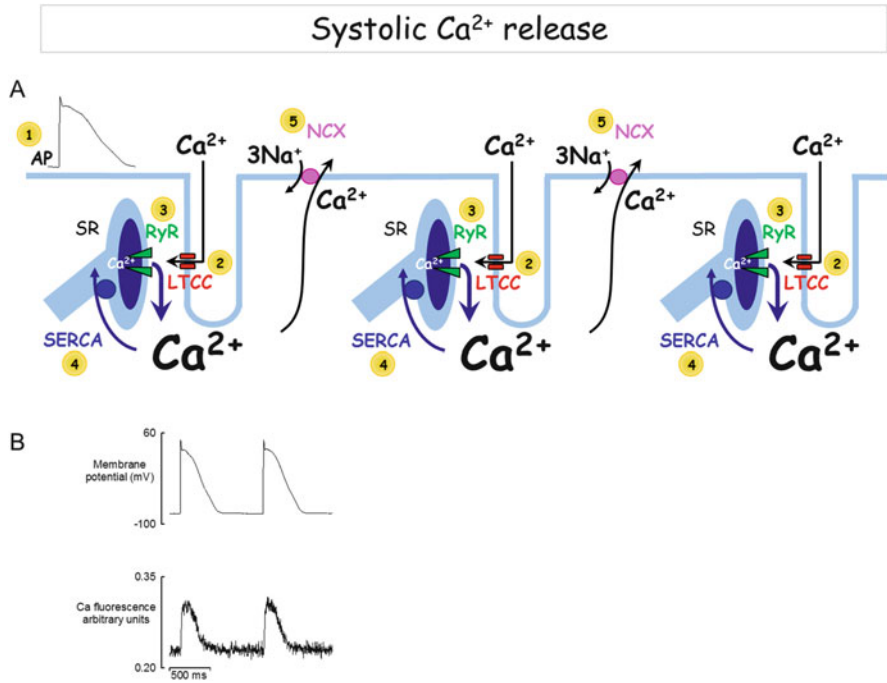 Systolic Ca²⁺ release
A
1
AP
Ca²⁺
5
NCX
3Na⁺
Ca²⁺
Ca²⁺
5
NCX
3Na⁺
Ca²⁺
Ca²⁺
SR
3
RyR
Ca²⁺
2
LTCC
SERCA
4
Ca²⁺
SR
3
RyR
Ca²⁺
2
LTCC
SERCA
4
Ca²⁺
SR
3
RyR
Ca²⁺
2
LTCC
SERCA
4
Ca²⁺
B
60
Membrane
potential (mV)
-100
0.35
Ca fluorescence
arbitrary units
0.20
500 ms